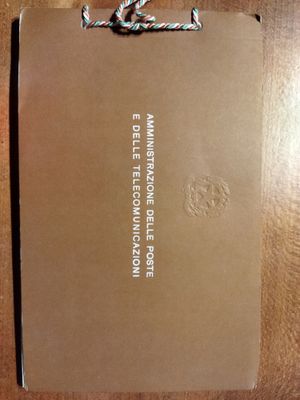 AMMINISTRAZIONE DELLE POSTE
E DELLE TELECOMUNICAZIONI